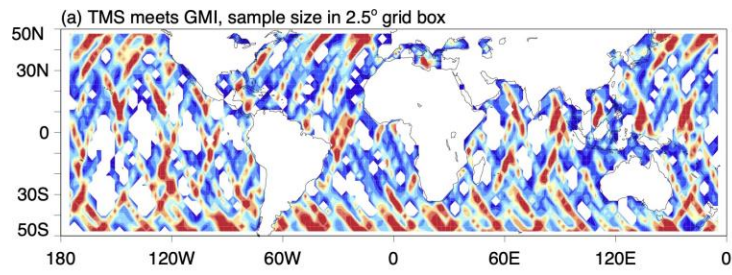 (a) TMS meets GMI, sample size in 2.5° grid box
50N
30N
0
30S
50S
180 120W 60W 0 60E 120E 0